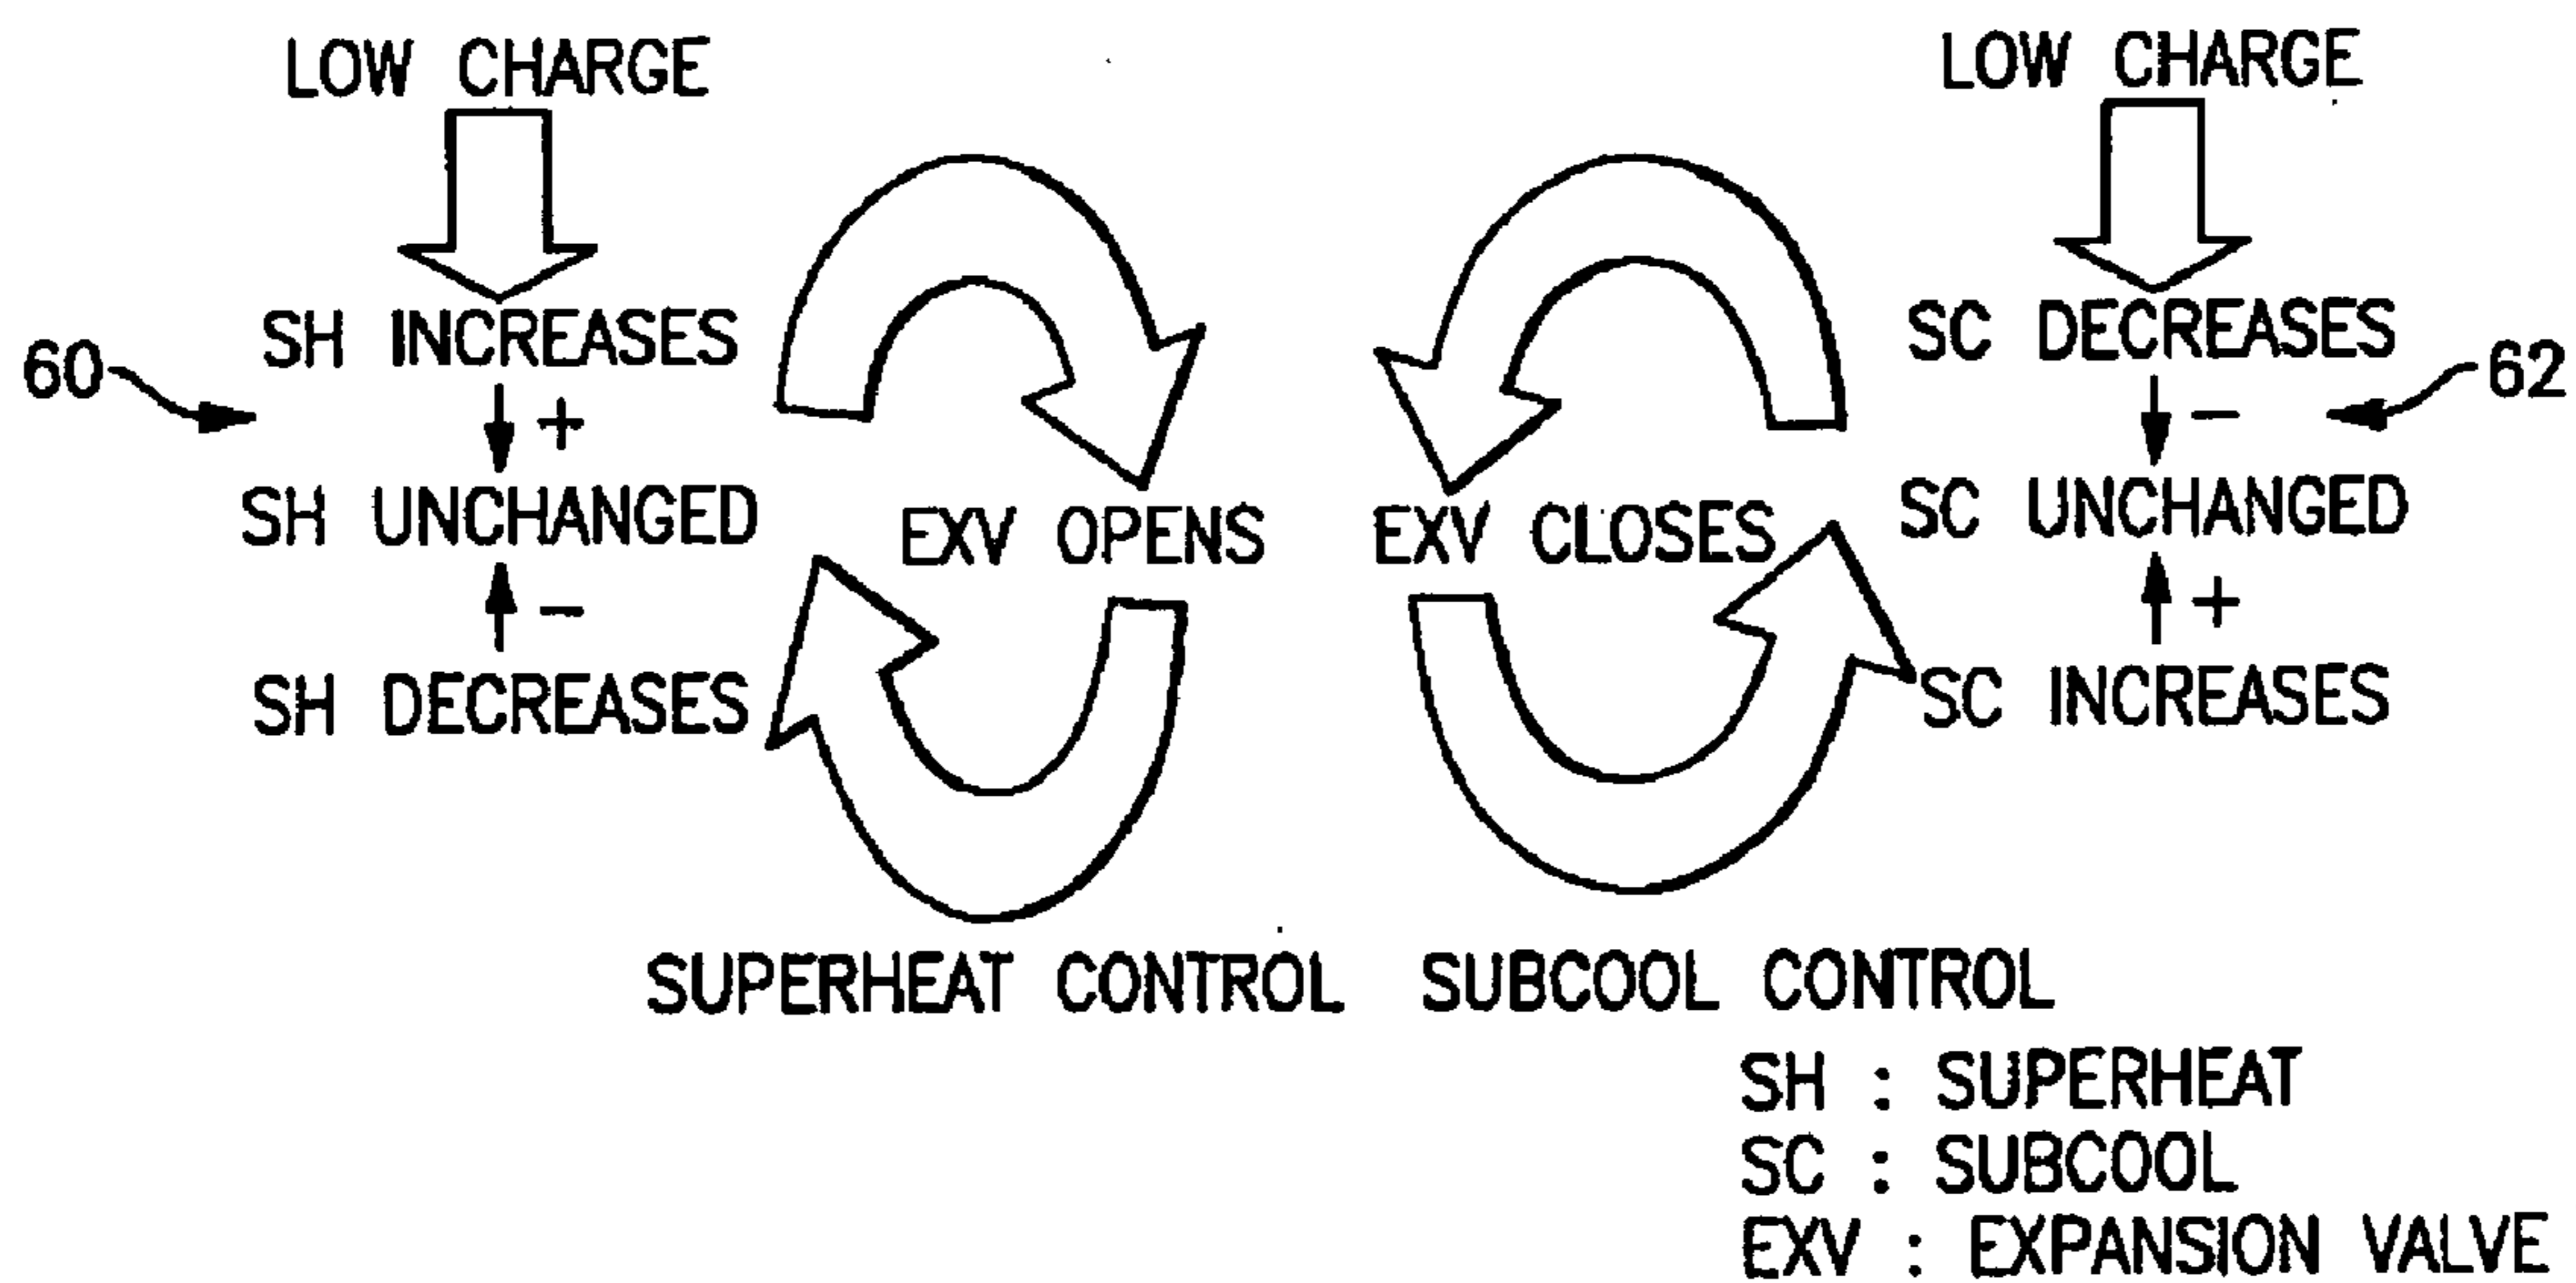 LOW CHARGE
SH INCREASES
60
+
SH UNCHANGED
−
SH DECREASES
EXV OPENS
SUPERHEAT CONTROL
LOW CHARGE
SC DECREASES
62
−
SC UNCHANGED
+
SC INCREASES
EXV CLOSES
SUBCOOL CONTROL
SH : SUPERHEAT
SC : SUBCOOL
EXV : EXPANSION VALVE